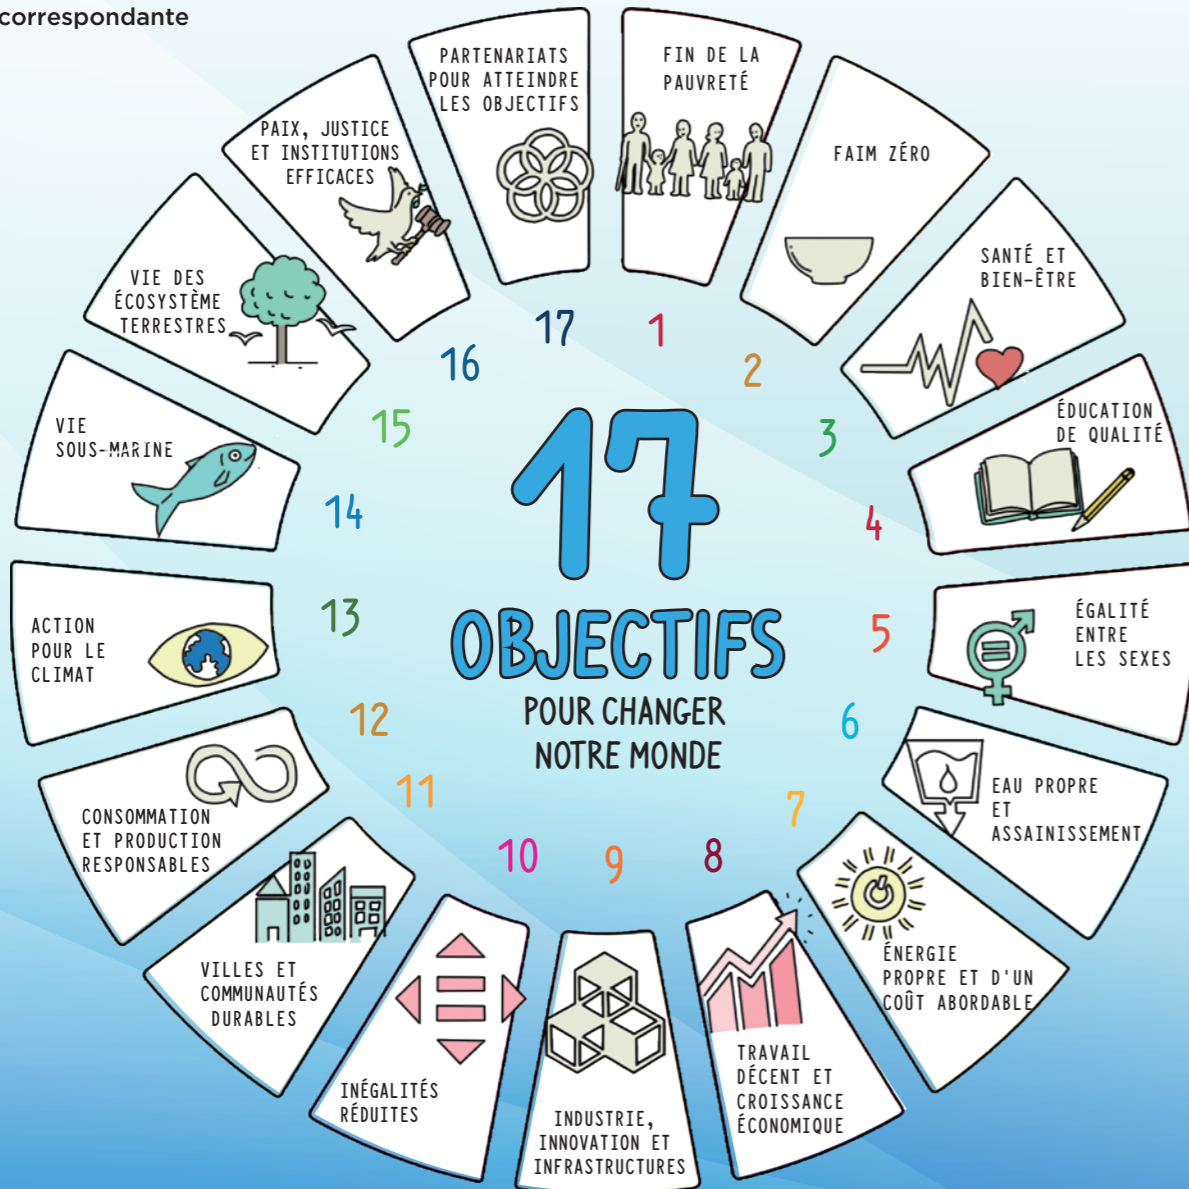 correspondante
PARTENARIATS
POUR ATTEINDRE
LES OBJECTIFS
FIN DE LA
PAUVRETÉ
FAIM ZÉRO
SANTÉ ET
BIEN-ÊTRE
ÉDUCATION
DE QUALITÉ
ÉGALITÉ
ENTRE
LES SEXES
EAU PROPRE
ET
ASSAINISSEMENT
ÉNERGIE
PROPRE ET D'UN
COÛT ABORDABLE
TRAVAIL
DÉCENT ET
CROISSANCE
ÉCONOMIQUE
INDUSTRIE,
INNOVATION ET
INFRASTRUCTURES
INÉGALITÉS
RÉDUITES
VILLES ET
COMMUNAUTÉS
DURABLES
CONSOMMATION
ET PRODUCTION
RESPONSABLES
ACTION
POUR LE
CLIMAT
VIE
SOUS-MARINE
VIE DES
ÉCOSYSTÈME
TERRESTRES
PAIX, JUSTICE
ET INSTITUTIONS
EFFICACES
1
2
3
4
5
6
7
8
9
10
11
12
13
14
15
16
17
17
OBJECTIFS
POUR CHANGER
NOTRE MONDE